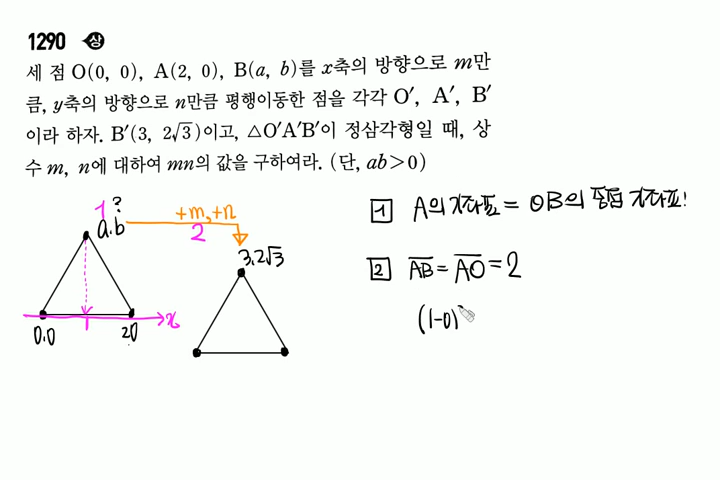 1290 상
세 점 O(0, 0), A(2, 0), B(a, b)를 x축의 방향으로 m만
큼, y축의 방향으로 n만큼 평행이동한 점을 각각 O′, A′, B′
이라 하자. B′(3, 2√3)이고, △O′A′B′이 정삼각형일 때, 상
수 m, n에 대하여 mn의 값을 구하여라. (단, ab>0)
1 ?
a.b
+m,+n
2
3.2√3
1
x
0.0
20
1 A의 좌표 = OB의 중점 좌표!
2 AB = AO = 2
(1-0)